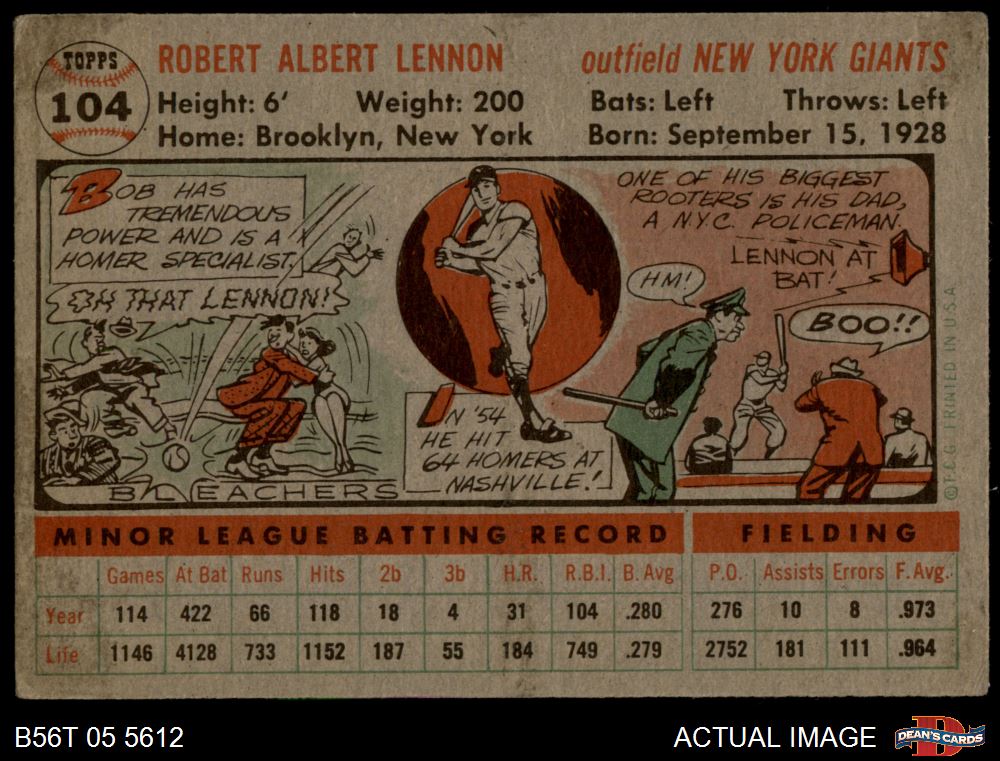 TOPPS
104
ROBERT ALBERT LENNON
outfield NEW YORK GIANTS
Height: 6' Weight: 200 Bats: Left Throws: Left
Home: Brooklyn, New York Born: September 15, 1928
BOB HAS
TREMENDOUS
POWER AND IS A
HOMER SPECIALIST.
OH THAT LENNON!
BLEACHERS
IN '54
HE HIT
64 HOMERS AT
NASHVILLE.!
ONE OF HIS BIGGEST
ROOTERS IS HIS DAD,
A N.Y.C. POLICEMAN.
LENNON AT
BAT!
HM!
BOO!!
© T.C.G. PRINTED IN U.S.A.
MINOR LEAGUE BATTING RECORD FIELDING
Games At Bat Runs Hits 2b 3b H.R. R.B.I. B. Avg P.O. Assists Errors F. Avg.
Year 114 422 66 118 18 4 31 104 .280 276 10 8 .973
Life 1146 4128 733 1152 187 55 184 749 .279 2752 181 111 .964
B56T 05 5612
ACTUAL IMAGE
DEAN'S CARDS